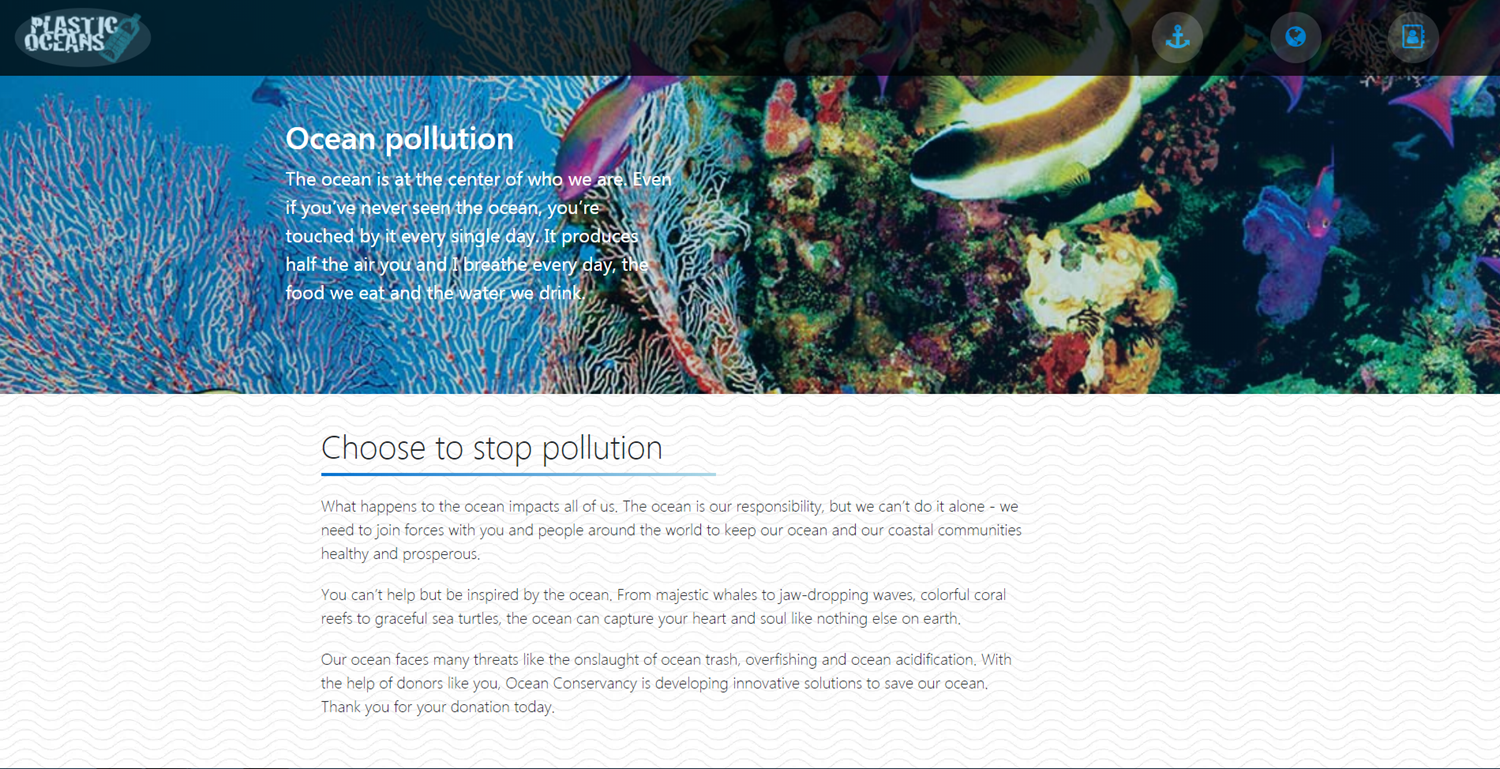 PLASTIC
OCEANS
Ocean pollution
The ocean is at the center of who we are. Even
if you've never seen the ocean, you're
touched by it every single day. It produces
half the air you and I breathe every day, the
food we eat and the water we drink.
Choose to stop pollution
What happens to the ocean impacts all of us. The ocean is our responsibility, but we can't do it alone - we
need to join forces with you and people around the world to keep our ocean and our coastal communities
healthy and prosperous.
You can't help but be inspired by the ocean. From majestic whales to jaw-dropping waves, colorful coral
reefs to graceful sea turtles, the ocean can capture your heart and soul like nothing else on earth.
Our ocean faces many threats like the onslaught of ocean trash, overfishing and ocean acidification. With
the help of donors like you, Ocean Conservancy is developing innovative solutions to save our ocean.
Thank you for your donation today.